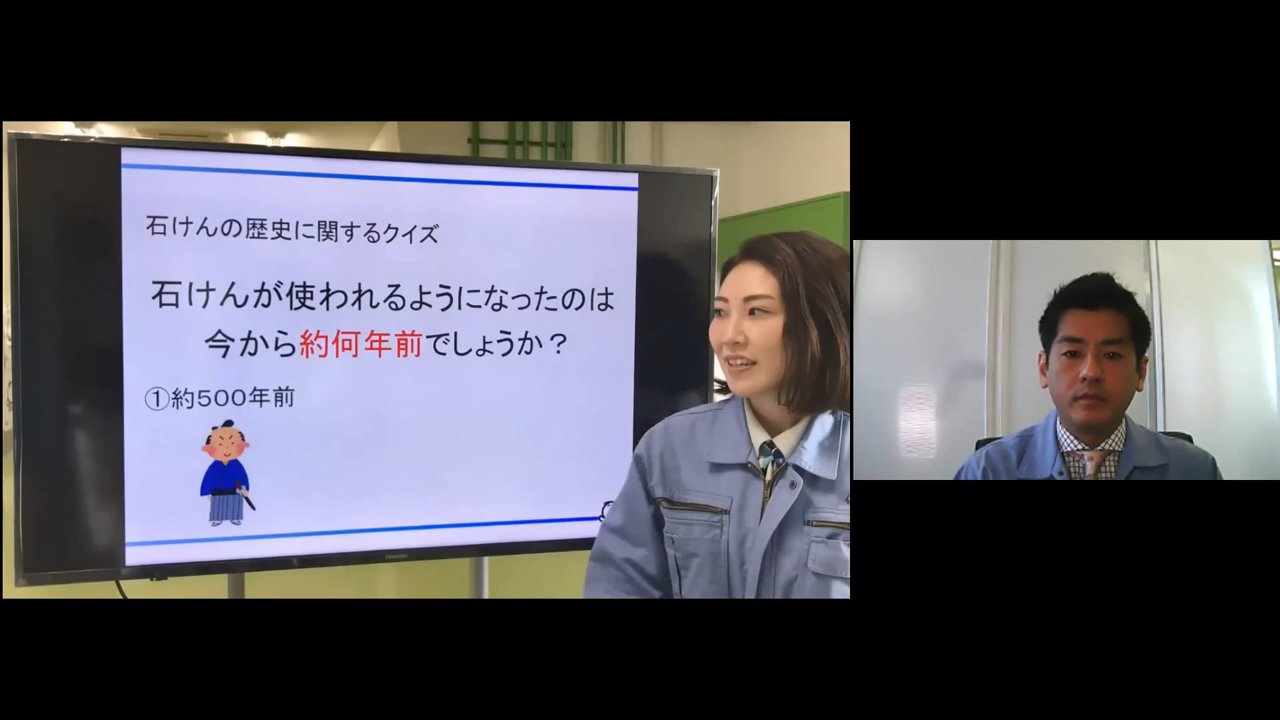 石けんの歴史に関するクイズ
石けんが使われるようになったのは
今から約何年前でしょうか？
①約500年前
Hisense